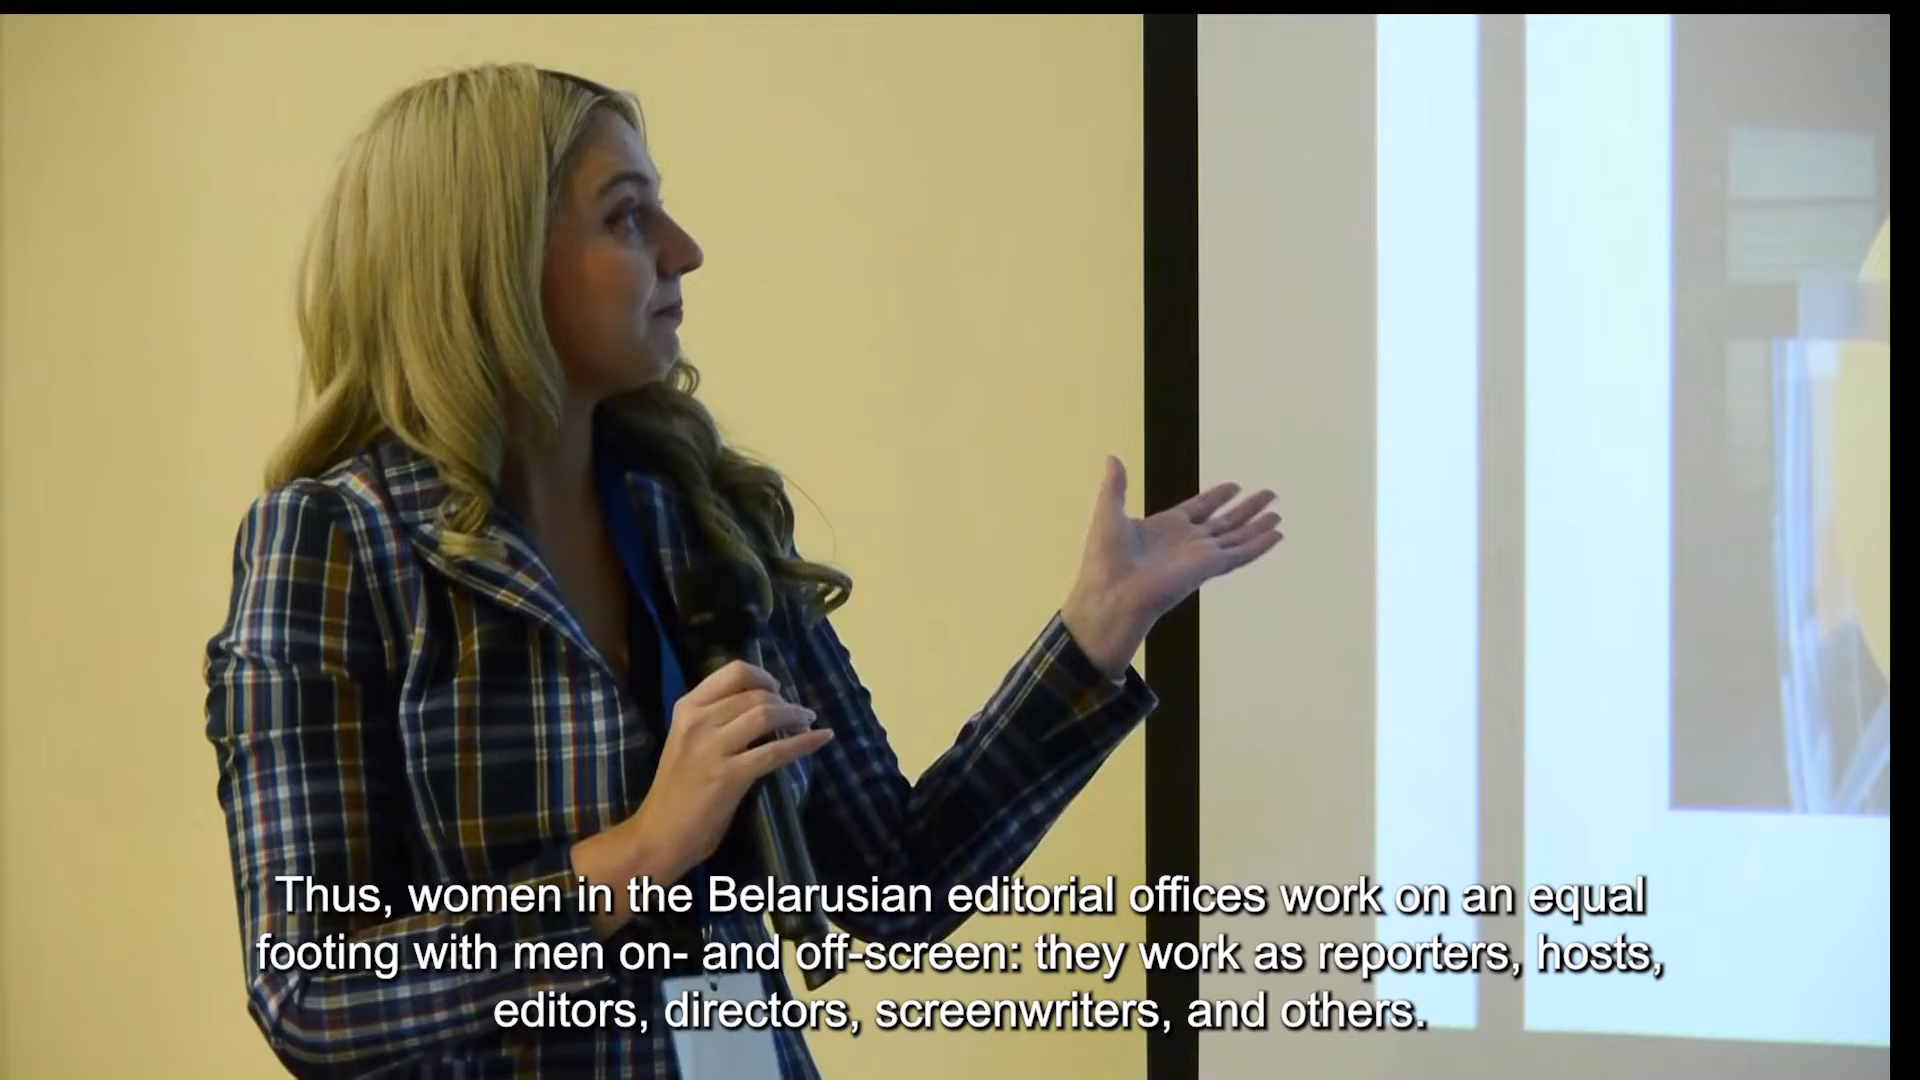 Thus, women in the Belarusian editorial offices work on an equal
footing with men on- and off-screen: they work as reporters, hosts,
editors, directors, screenwriters, and others.